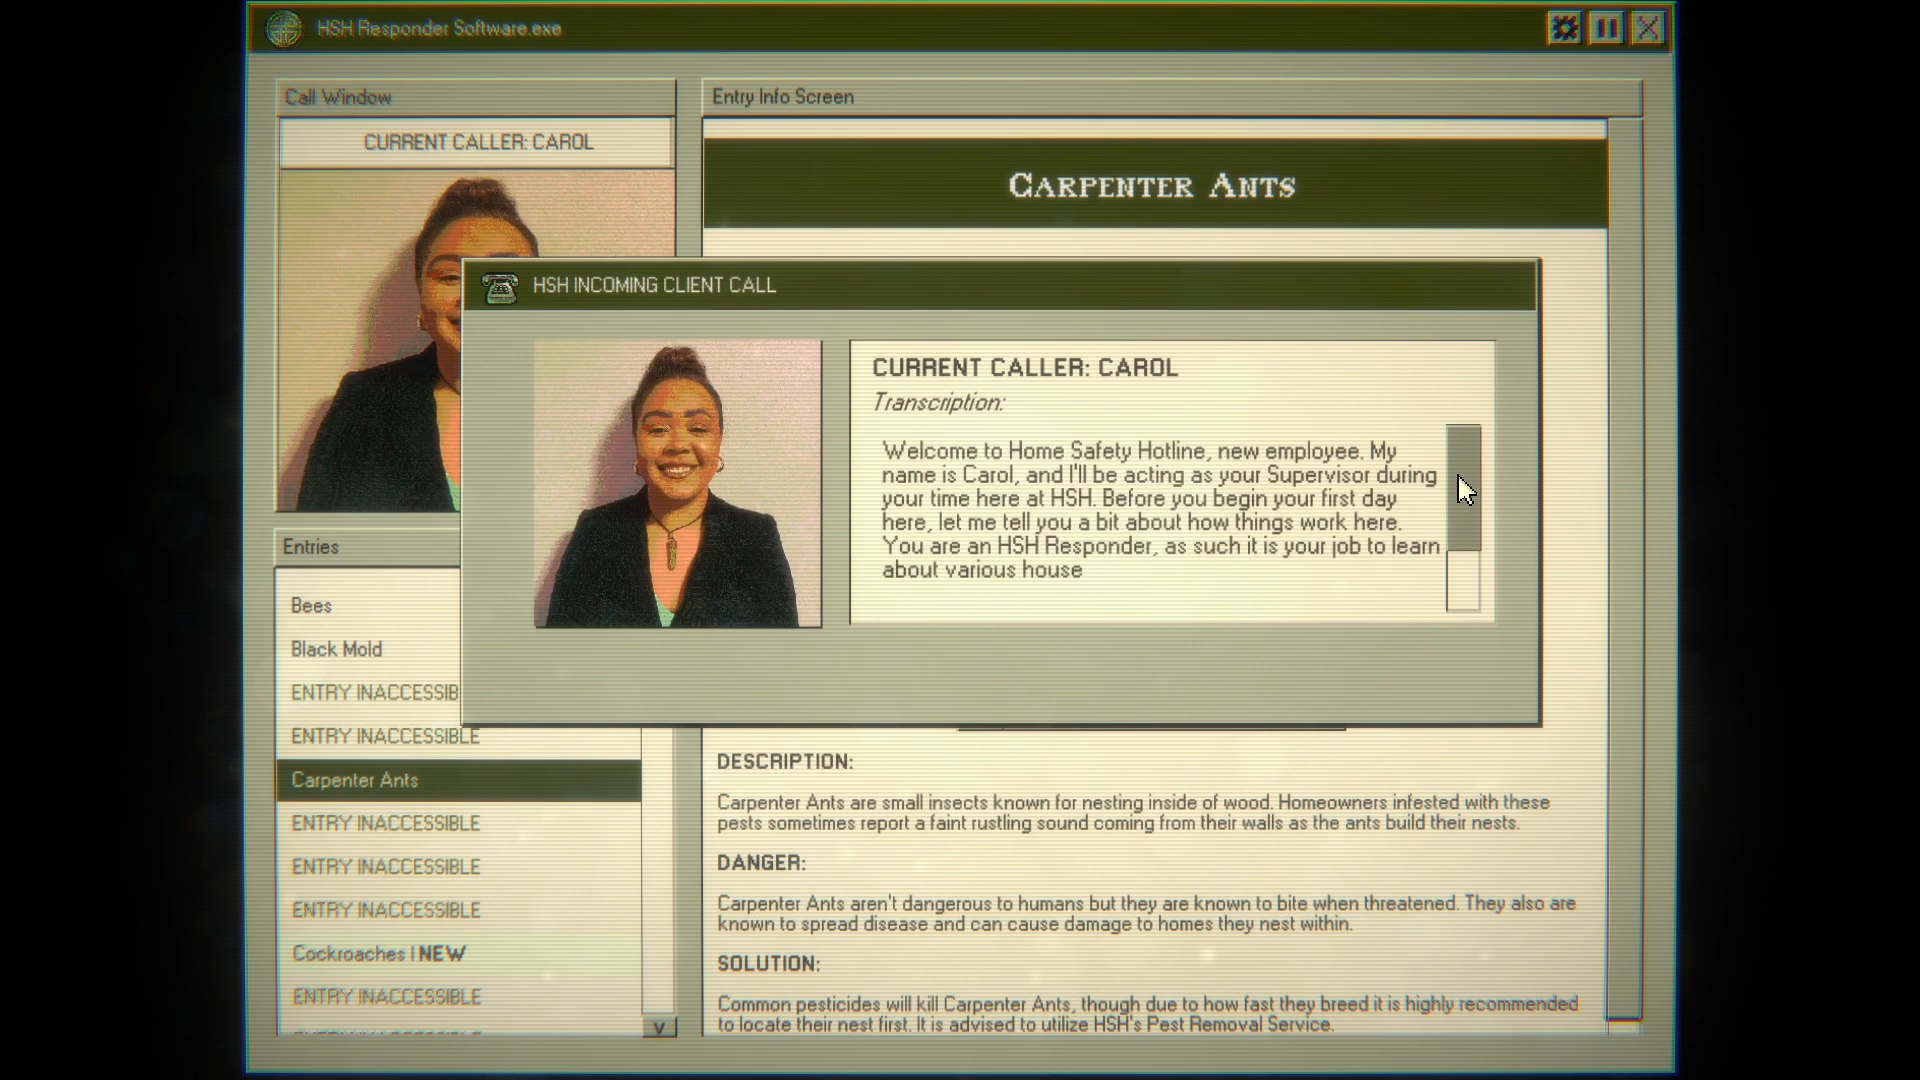 HSH Responder Software.exe
Call Window
CURRENT CALLER: CAROL
Entries
Bees
Black Mold
ENTRY INACCESSIB
ENTRY INACCESSIBLE
Carpenter Ants
ENTRY INACCESSIBLE
ENTRY INACCESSIBLE
ENTRY INACCESSIBLE
Cockroaches | NEW
ENTRY INACCESSIBLE
V
Entry Info Screen
CARPENTER ANTS
HSH INCOMING CLIENT CALL
CURRENT CALLER: CAROL
Transcription:
Welcome to Home Safety Hotline, new employee. My
name is Carol, and I'll be acting as your Supervisor during
your time here at HSH. Before you begin your first day
here, let me tell you a bit about how things work here.
You are an HSH Responder, as such it is your job to learn
about various house
DESCRIPTION:
Carpenter Ants are small insects known for nesting inside of wood. Homeowners infested with these
pests sometimes report a faint rustling sound coming from their walls as the ants build their nests.
DANGER:
Carpenter Ants aren't dangerous to humans but they are known to bite when threatened. They also are
known to spread disease and can cause damage to homes they nest within.
SOLUTION:
Common pesticides will kill Carpenter Ants, though due to how fast they breed it is highly recommended
to locate their nest first. It is advised to utilize HSH's Pest Removal Service.